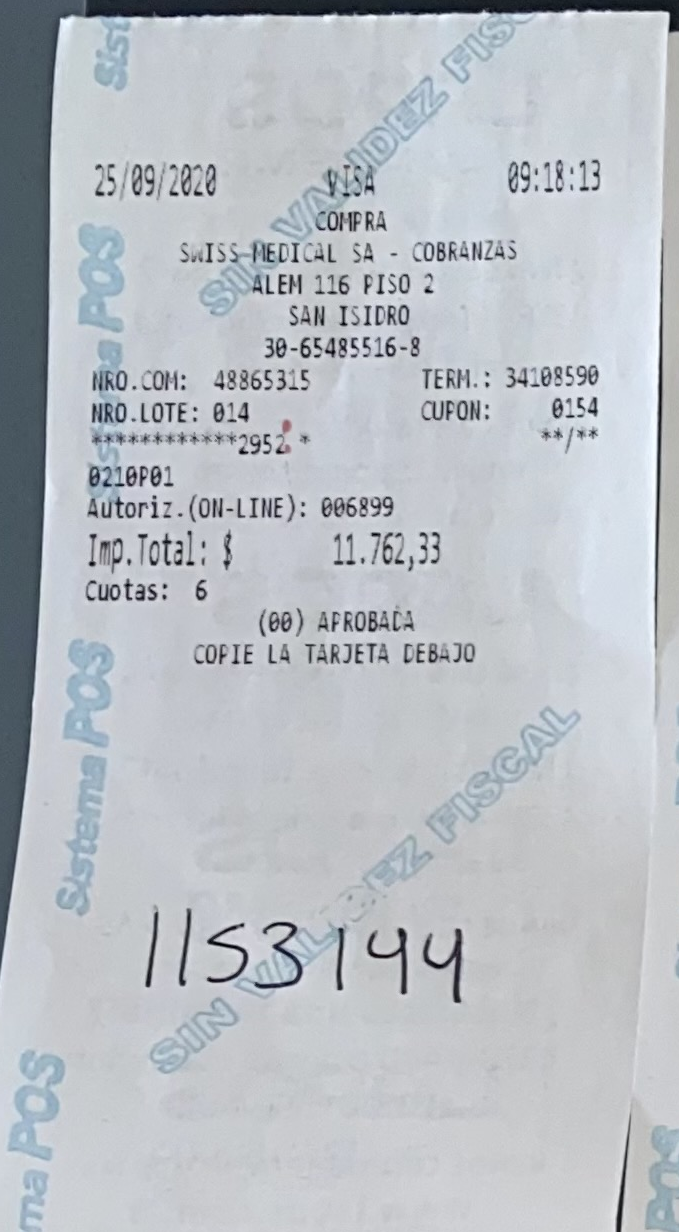 25/09/2020 VISA 09:18:13
COMPRA
SWISS MEDICAL SA - COBRANZAS
ALEM 116 PISO 2
SAN ISIDRO
30-65485516-8
NRO.COM: 48865315 TERM.: 34108590
NRO.LOTE: 014 CUPON: 0154
************2952 * **/**
0210P01
Autoriz.(ON-LINE): 006899
Imp.Total: $ 11.762,33
Cuotas: 6
(00) APROBADA
COPIE LA TARJETA DEBAJO
1153144
SIN VALIDEZ FISC
SIN VALIDEZ FISCAL
Sist
Sistema POS
Sistema POS
ma POS
POS